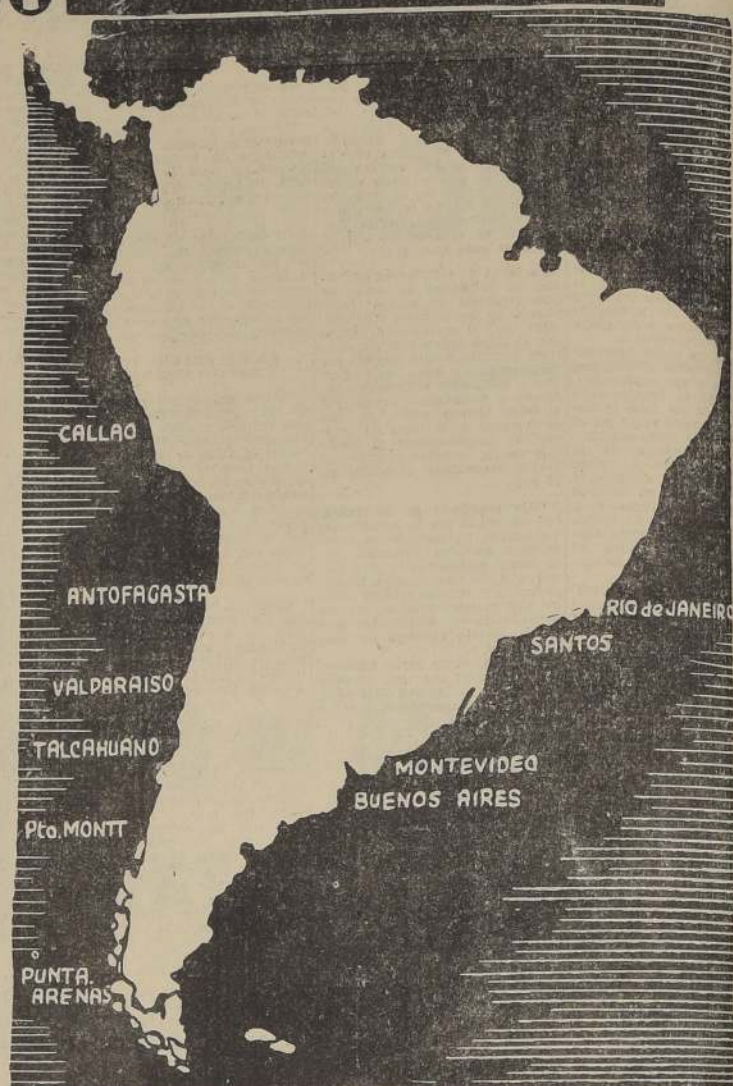 CALLAO
ANTOFAGASTA
RIO de JANEIRO
SANTOS
VALPARAISO
TALCAHUANO
MONTEVIDEO
BUENOS AIRES
Pto. MONTT
PUNTA.
ARENAS